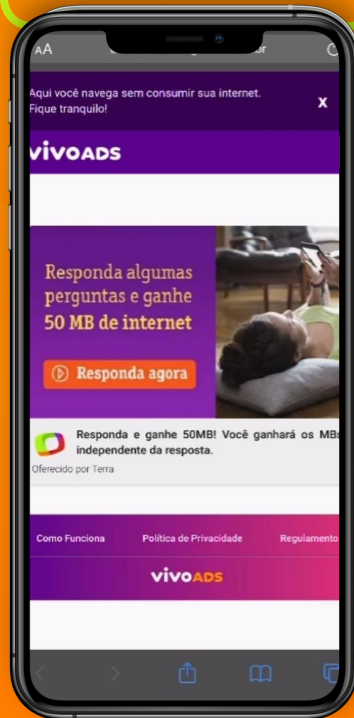 AA
Aqui você navega sem consumir sua internet.
Fique tranquilo!
X
vivoADS
Responda algumas
perguntas e ganhe
50 MB de internet
Responda agora
Responda e ganhe 50MB! Você ganhará os MBs
independente da resposta.
Oferecido por Terra
Como Funciona Política de Privacidade Regulamento
vivoADS